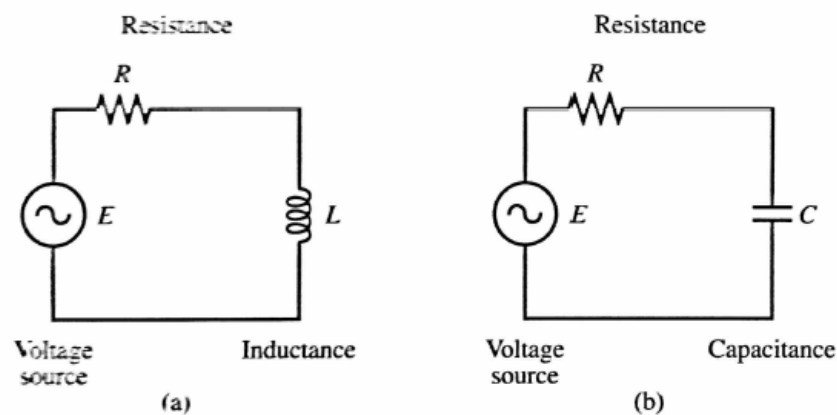 Resistance
R
E
L
Voltage
source
Inductance
(a)
Resistance
R
E
C
Voltage
source
Capacitance
(b)